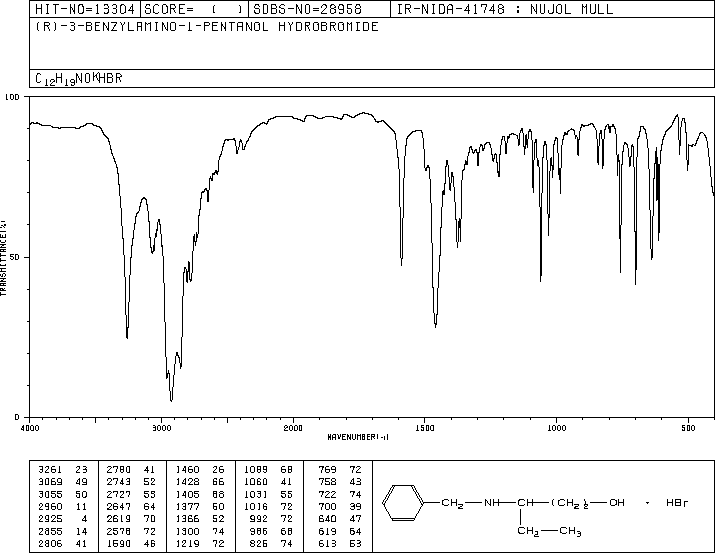 HIT-NO=13304 SCORE= ( ) SDBS-NO=28958 IR-NIDA-41748 : NUJOL MULL
(R)-3-BENZYLAMINO-1-PENTANOL HYDROBROMIDE
C12H19NO·HBR
100
50
0
TRANSMITTANCE(%)
4000 3000 2000 1500 1000 500
WAVENUMBER(-1)
3261 23 2780 41 1460 26 1089 68 769 72
3069 49 2743 52 1428 66 1060 41 758 43
3055 50 2727 55 1405 68 1031 55 722 74
2960 11 2647 64 1377 50 1016 72 700 39
2925 4 2619 70 1366 52 992 72 640 47
2855 14 2578 72 1300 74 986 68 619 64
2806 41 1590 46 1219 72 826 74 613 53
CH2 NH CH (CH2)2 OH · HBr
CH2 CH3